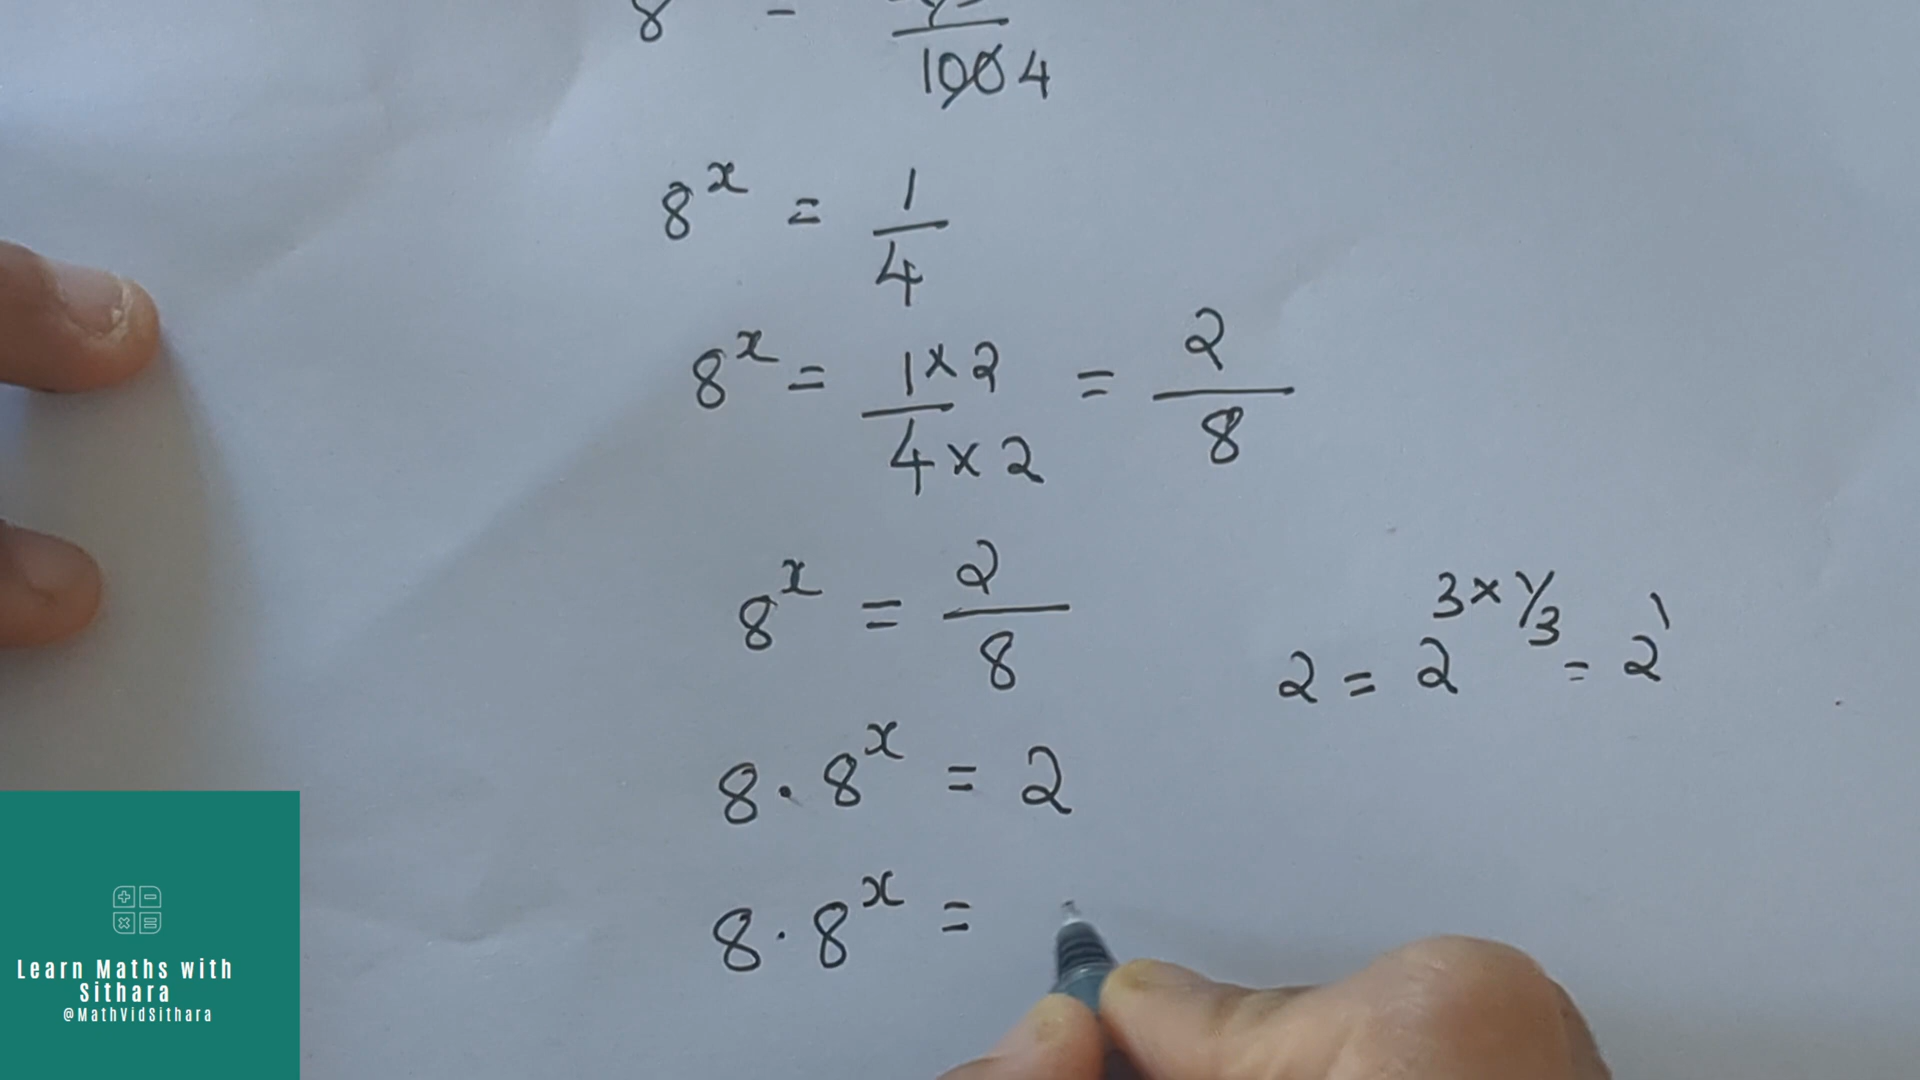 8 =
1004
8^x = 1/4
8^x = 1×2/4×2 = 2/8
8^x = 2/8
2 = 2^3×1/3 = 2^1
8·8^x = 2
8·8^x =
Learn Maths with
Sithara
@MathVidSithara